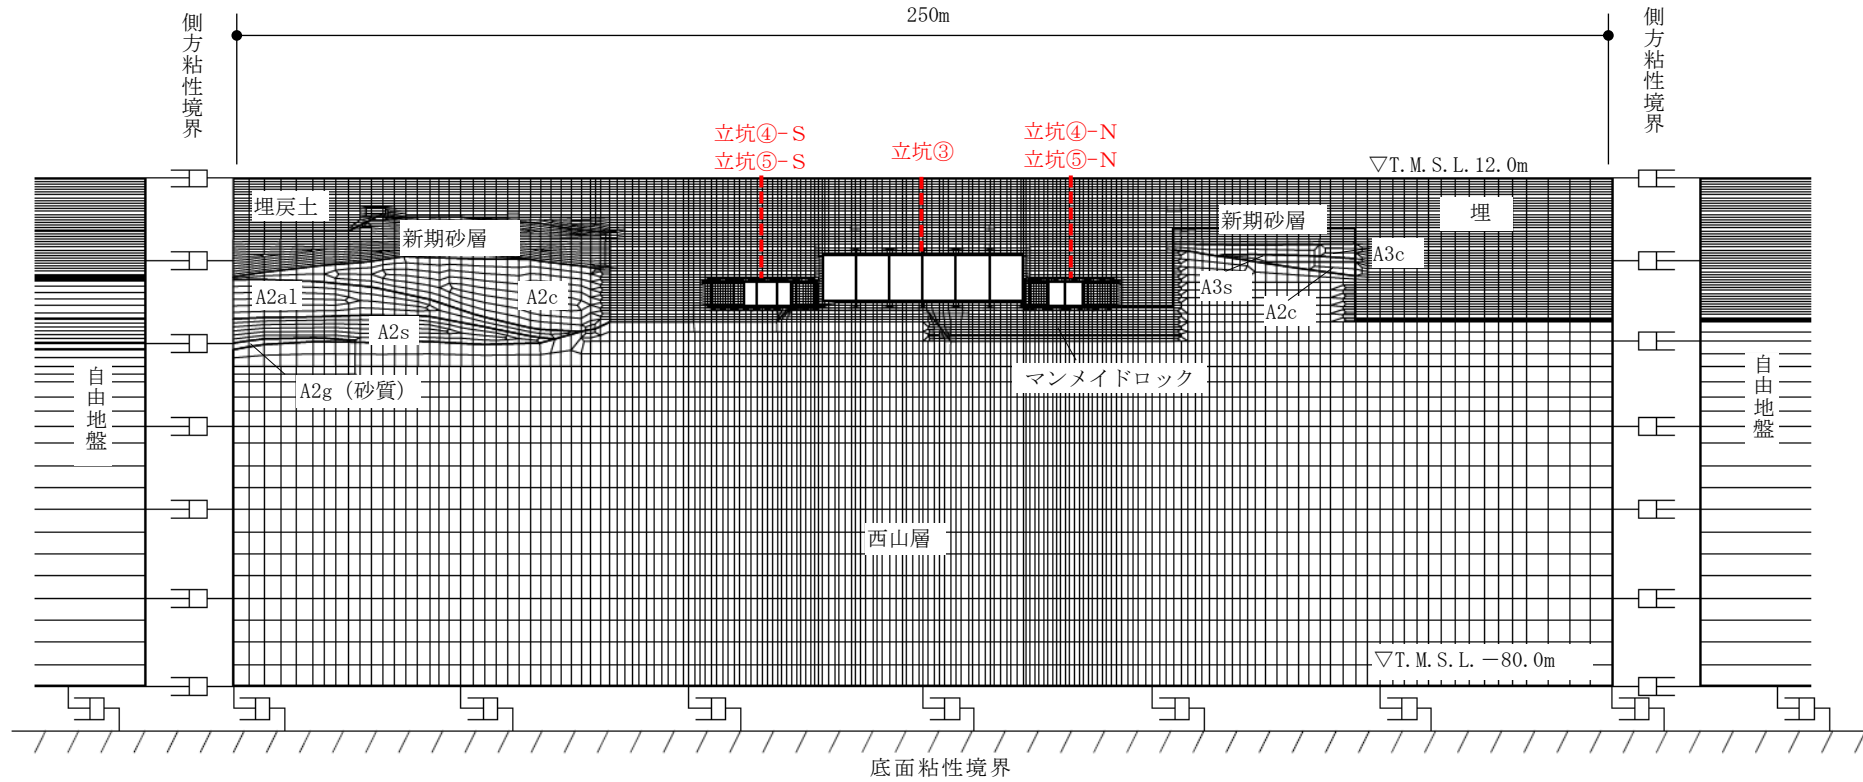 250m
側方粘性境界
側方粘性境界
立坑④-S
立坑⑤-S
立坑③
立坑④-N
立坑⑤-N
▽T.M.S.L.12.0m
埋戻土
新期砂層
新期砂層
埋
A3c
A2al
A2c
A3s
A2c
A2s
A2g（砂質）
マンメイドロック
自由地盤
自由地盤
西山層
▽T.M.S.L.－80.0m
底面粘性境界